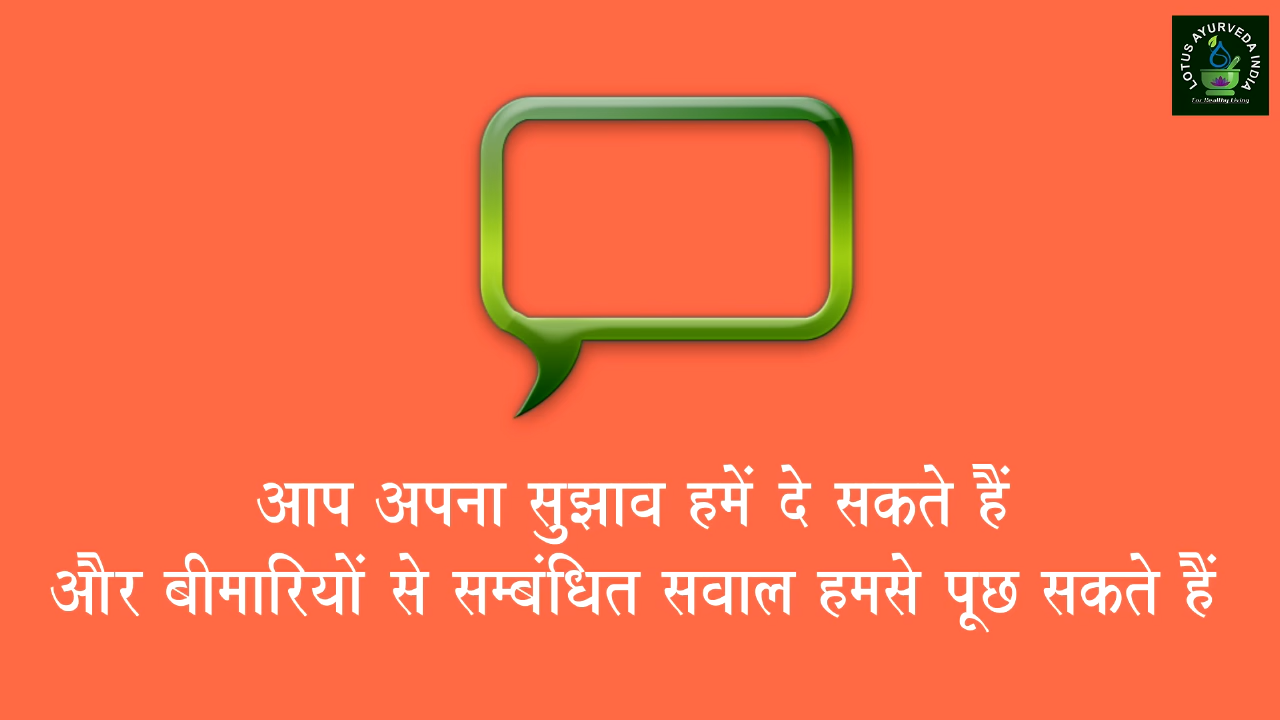 LOTUS AYURVEDA INDIA
For Healthy Living
आप अपना सुझाव हमें दे सकते हैं
और बीमारियों से सम्बंधित सवाल हमसे पूछ सकते हैं